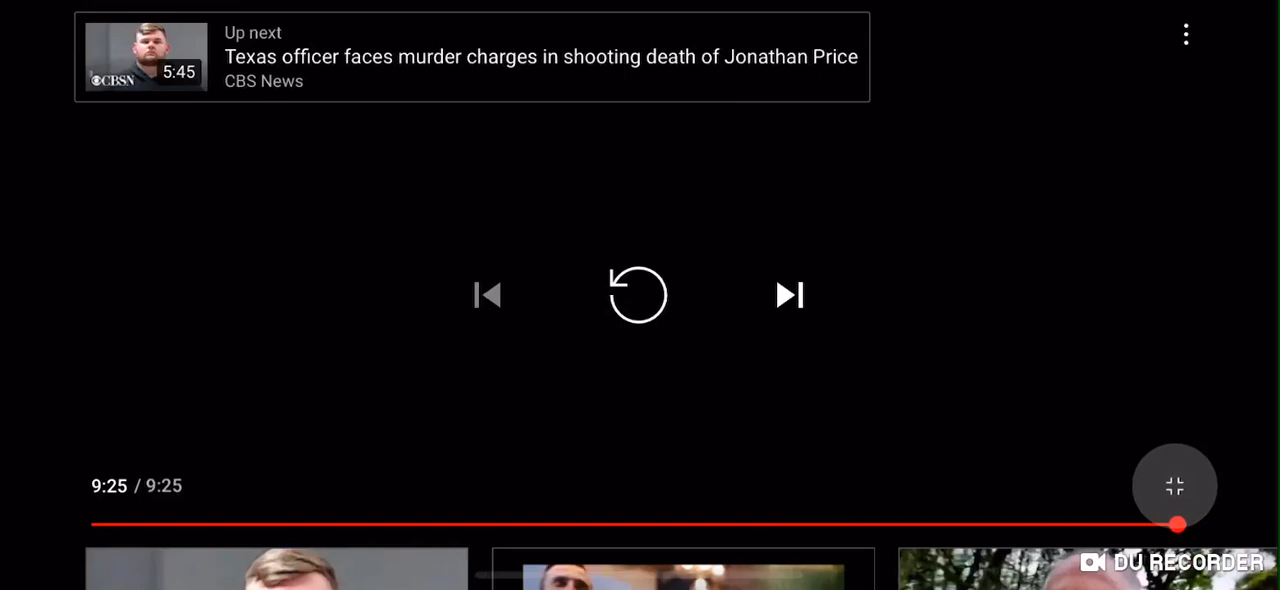 Up next
Texas officer faces murder charges in shooting death of Jonathan Price
CBS News
5:45
CBSN
9:25 / 9:25
DU RECORDER